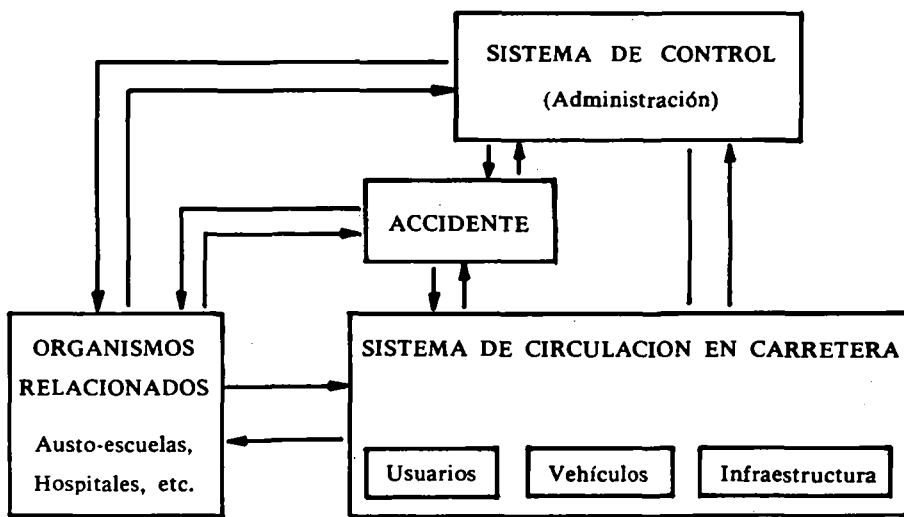 SISTEMA DE CONTROL
(Administración)
ACCIDENTE
ORGANISMOS
RELACIONADOS
Austo-escuelas,
Hospitales, etc.
SISTEMA DE CIRCULACION EN CARRETERA
Usuarios
Vehículos
Infraestructura